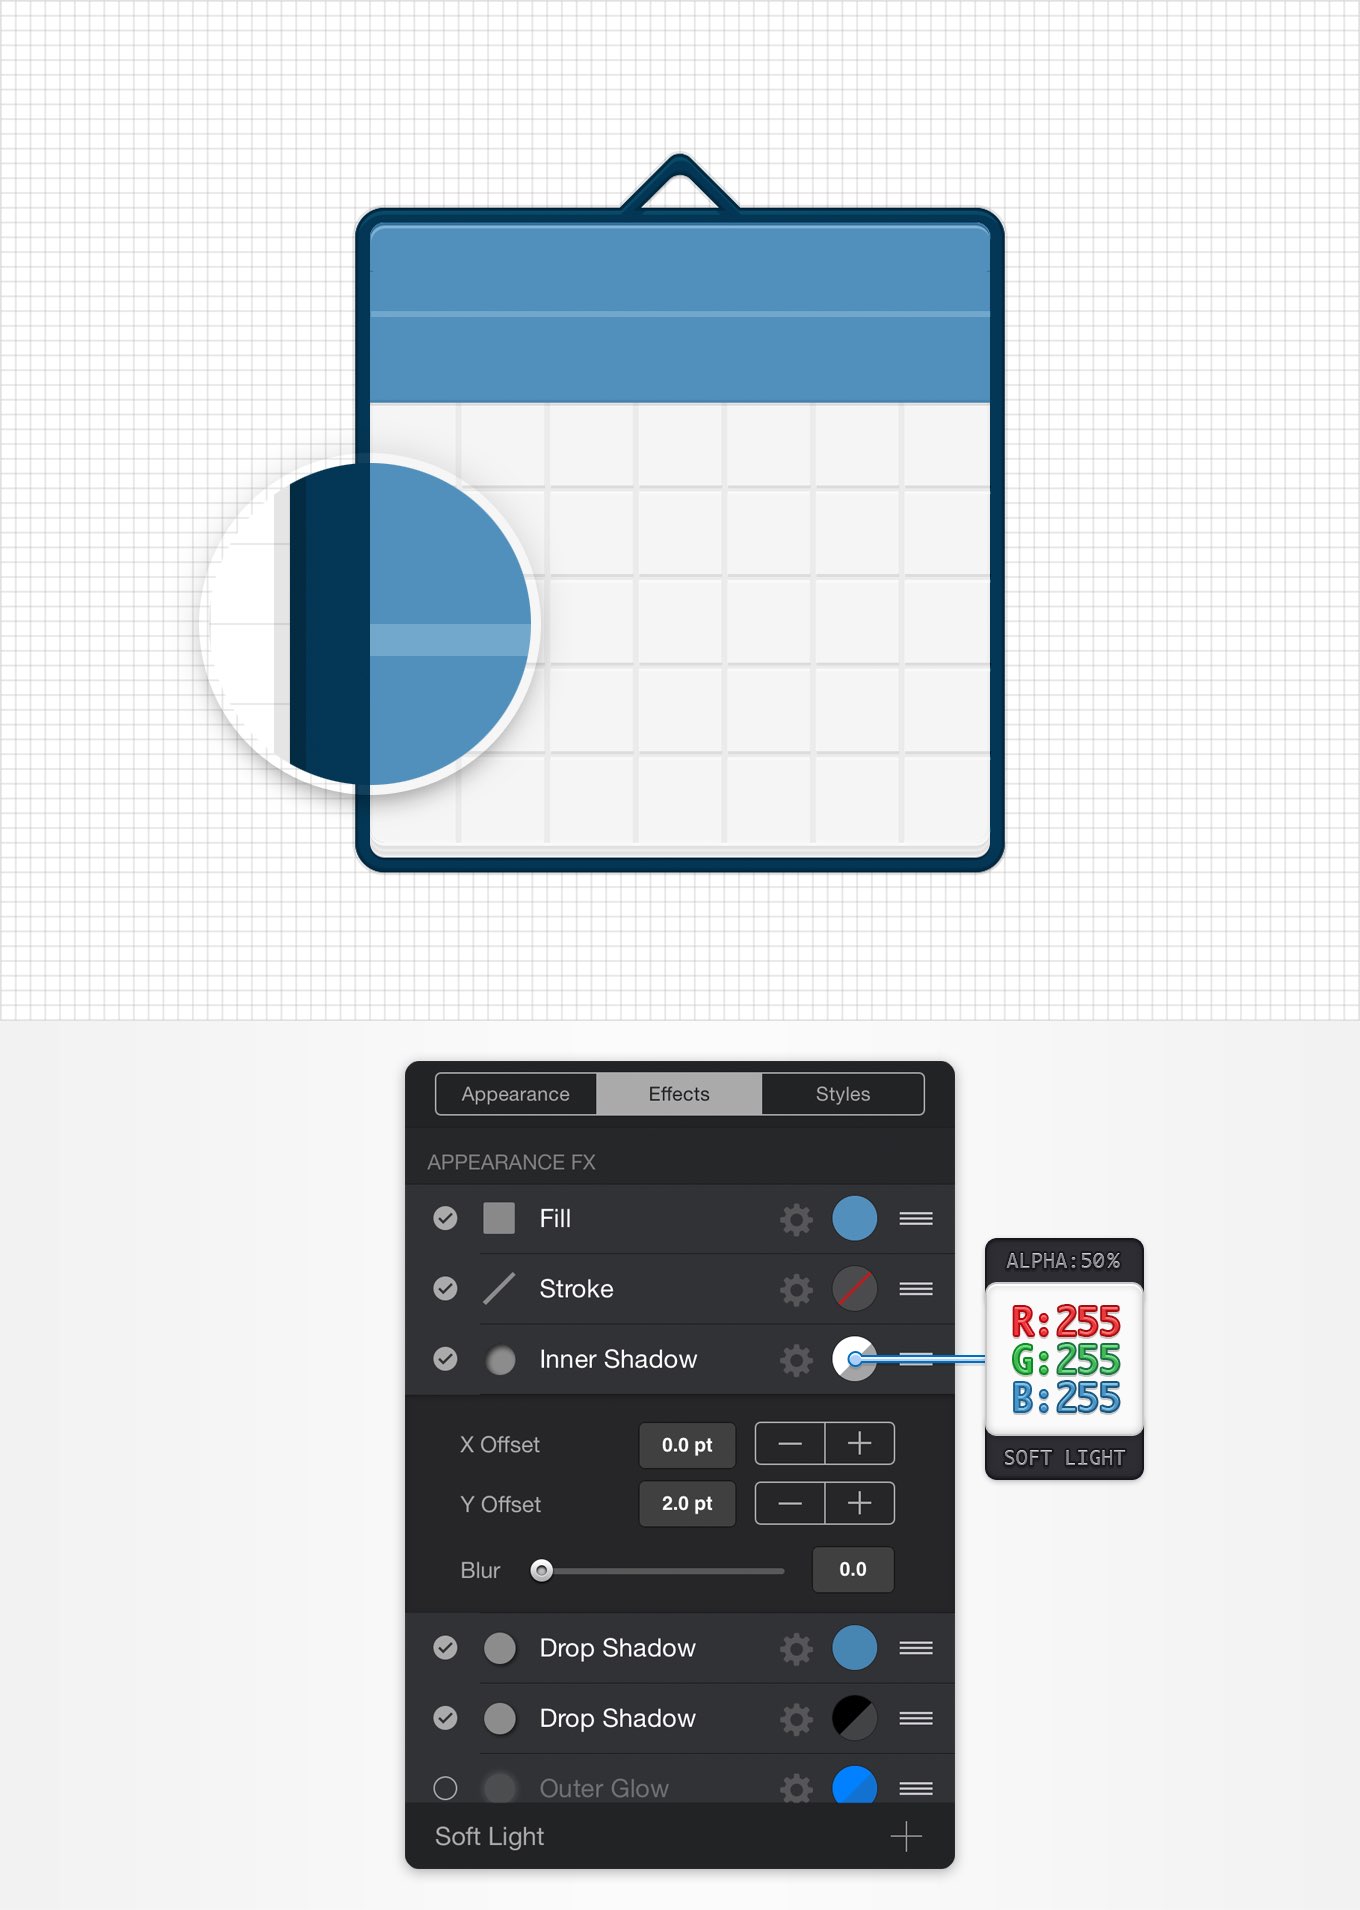 Appearance Effects Styles
APPEARANCE FX
Fill
Stroke
Inner Shadow
X Offset 0.0 pt
Y Offset 2.0 pt
Blur 0.0
Drop Shadow
Drop Shadow
Outer Glow
Soft Light
ALPHA:50%
R:255
G:255
B:255
SOFT LIGHT